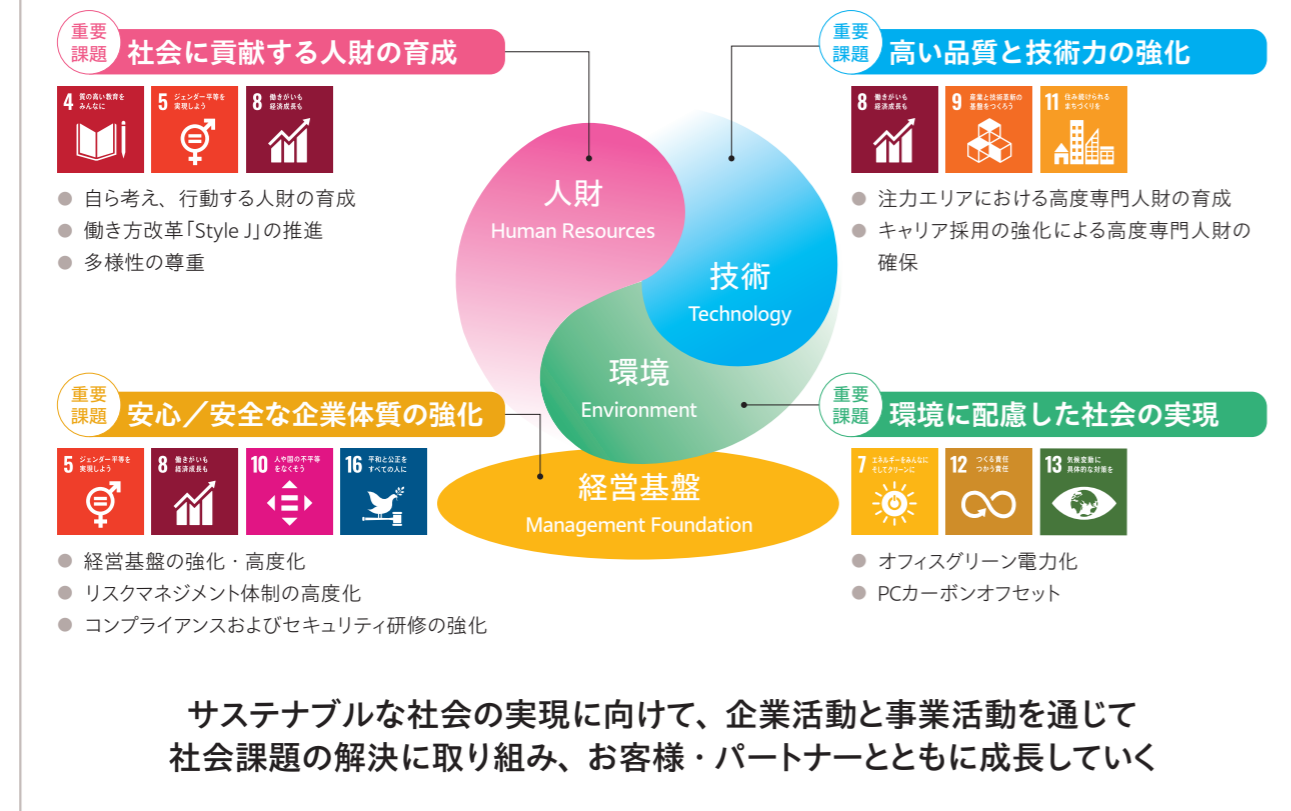 重要
課題
社会に貢献する人財の育成
4 質の高い教育を
みんなに
5 ジェンダー平等を
実現しよう
8 働きがいも
経済成長も
● 自ら考え、行動する人財の育成
● 働き方改革「Style J」の推進
● 多様性の尊重
重要
課題
高い品質と技術力の強化
8 働きがいも
経済成長も
9 産業と技術革新の
基盤をつくろう
11 住み続けられる
まちづくりを
● 注力エリアにおける高度専門人財の育成
● キャリア採用の強化による高度専門人財の
確保
人財
Human Resources
技術
Technology
環境
Environment
経営基盤
Management Foundation
重要
課題
安心／安全な企業体質の強化
5 ジェンダー平等を
実現しよう
8 働きがいも
経済成長も
10 人や国の不平等
をなくそう
16 平和と公正を
すべての人に
● 経営基盤の強化・高度化
● リスクマネジメント体制の高度化
● コンプライアンスおよびセキュリティ研修の強化
重要
課題
環境に配慮した社会の実現
7 エネルギーをみんなに
そしてクリーンに
12 つくる責任
つかう責任
13 気候変動に
具体的な対策を
● オフィスグリーン電力化
● PCカーボンオフセット
サステナブルな社会の実現に向けて、企業活動と事業活動を通じて
社会課題の解決に取り組み、お客様・パートナーとともに成長していく